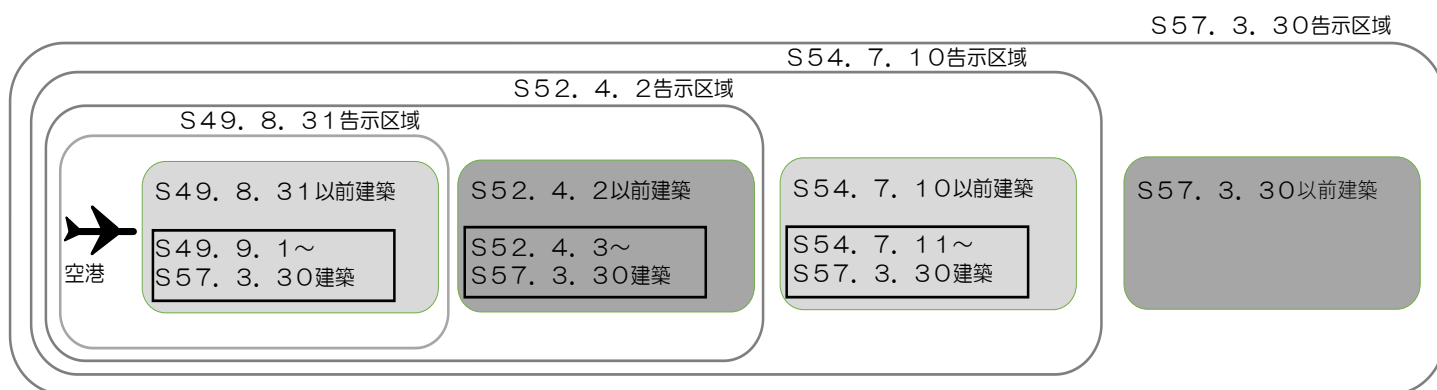 S57．3．30告示区域
S54．7．10告示区域
S52．4．2告示区域
S49．8．31告示区域
空港
S49．8．31以前建築
S49．9．1～
S57．3．30建築
S52．4．2以前建築
S52．4．3～
S57．3．30建築
S54．7．10以前建築
S54．7．11～
S57．3．30建築
S57．3．30以前建築